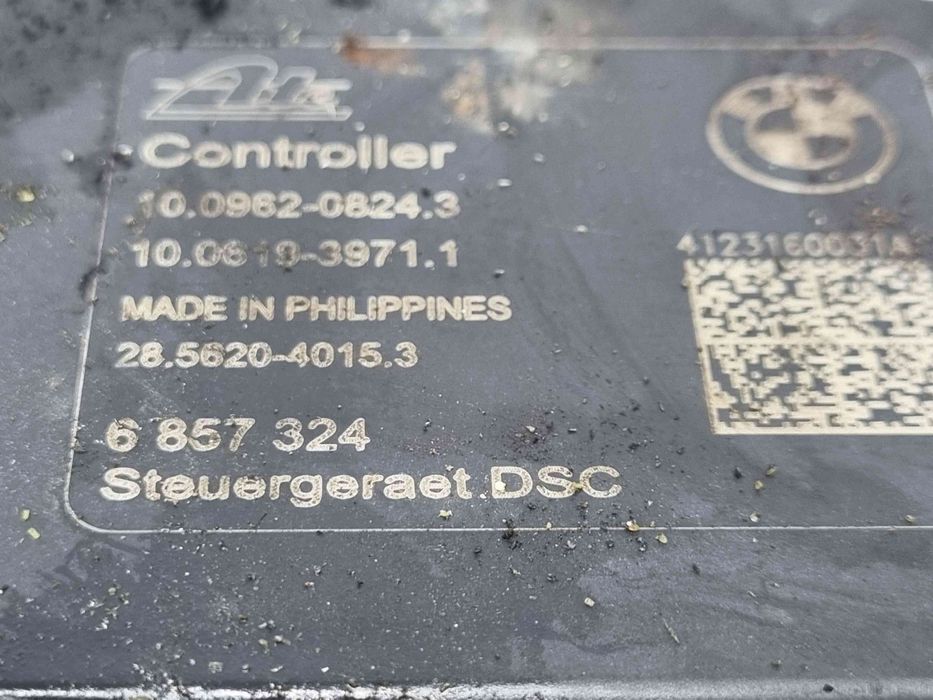 Ate
Controller
10.0962-0824.3
10.0619-3971.1
MADE IN PHILIPPINES
28.5620-4015.3
6 857 324
Steuergeraet DSC
4123160031A